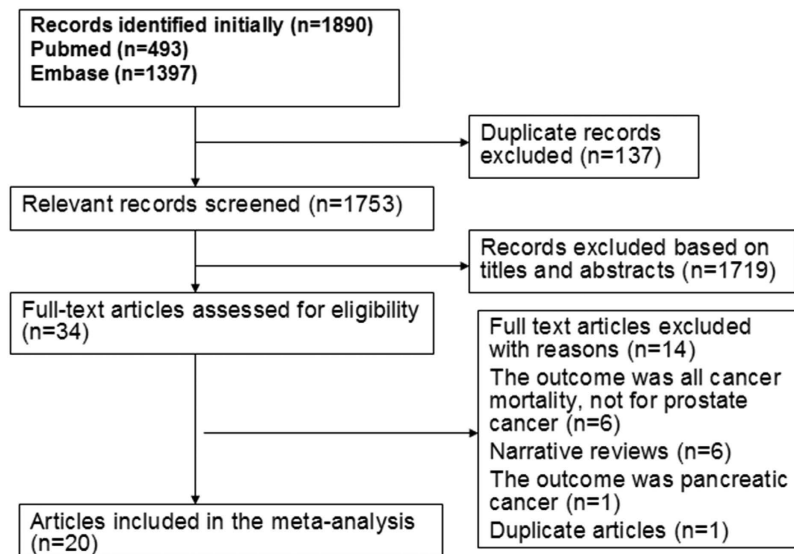 Records identified initially (n=1890)
Pubmed (n=493)
Embase (n=1397)
Duplicate records
excluded (n=137)
Relevant records screened (n=1753)
Records excluded based on
titles and abstracts (n=1719)
Full-text articles assessed for eligibility
(n=34)
Full text articles excluded
with reasons (n=14)
The outcome was all cancer
mortality, not for prostate
cancer (n=6)
Narrative reviews (n=6)
The outcome was pancreatic
cancer (n=1)
Duplicate articles (n=1)
Articles included in the meta-analysis
(n=20)